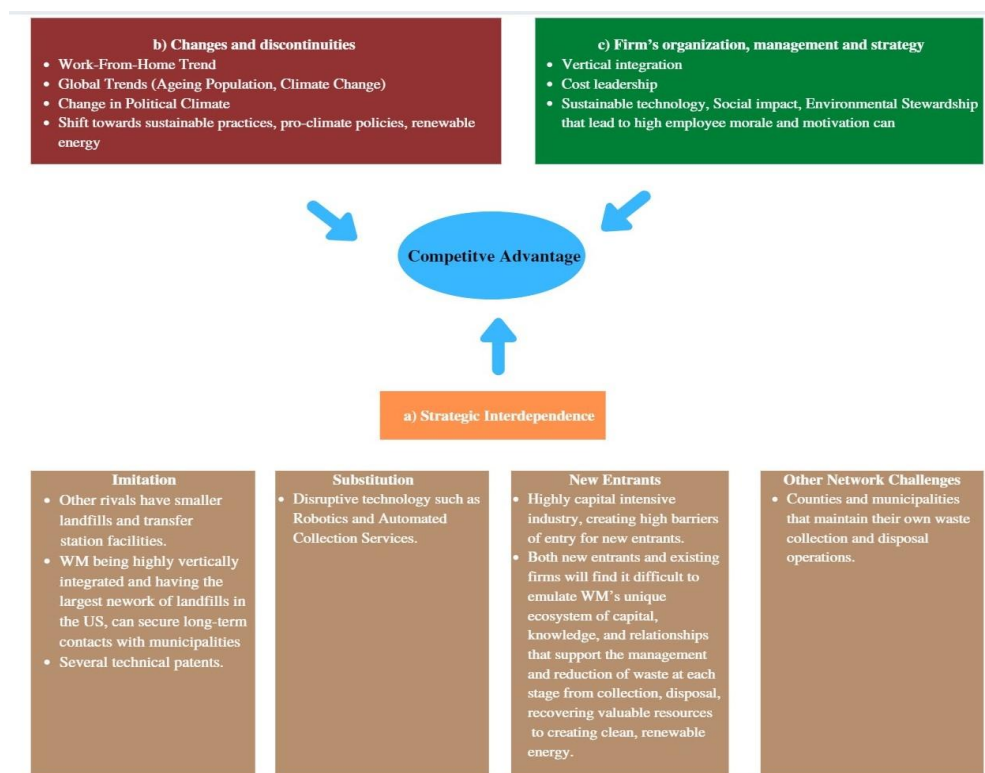 b) Changes and discontinuities
• Work-From-Home Trend
• Global Trends (Ageing Population, Climate Change)
• Change in Political Climate
• Shift towards sustainable practices, pro-climate policies, renewable
energy
c) Firm's organization, management and strategy
• Vertical integration
• Cost leadership
• Sustainable technology, Social impact, Environmental Stewardship
that lead to high employee morale and motivation can
Competitve Advantage
a) Strategic Interdependence
Imitation
• Other rivals have smaller
landfills and transfer
station facilities.
• WM being highly vertically
integrated and having the
largest nework of landfills in
the US, can secure long-term
contacts with municipalities
• Several technical patents.
Substitution
• Disruptive technology such as
Robotics and Automated
Collection Services.
New Entrants
• Highly capital intensive
industry, creating high barriers
of entry for new entrants.
• Both new entrants and existing
firms will find it difficult to
emulate WM's unique
ecosystem of capital,
knowledge, and relationships
that support the management
and reduction of waste at each
stage from collection, disposal,
recovering valuable resources
to creating clean, renewable
energy.
Other Network Challenges
• Counties and municipalities
that maintain their own waste
collection and disposal
operations.